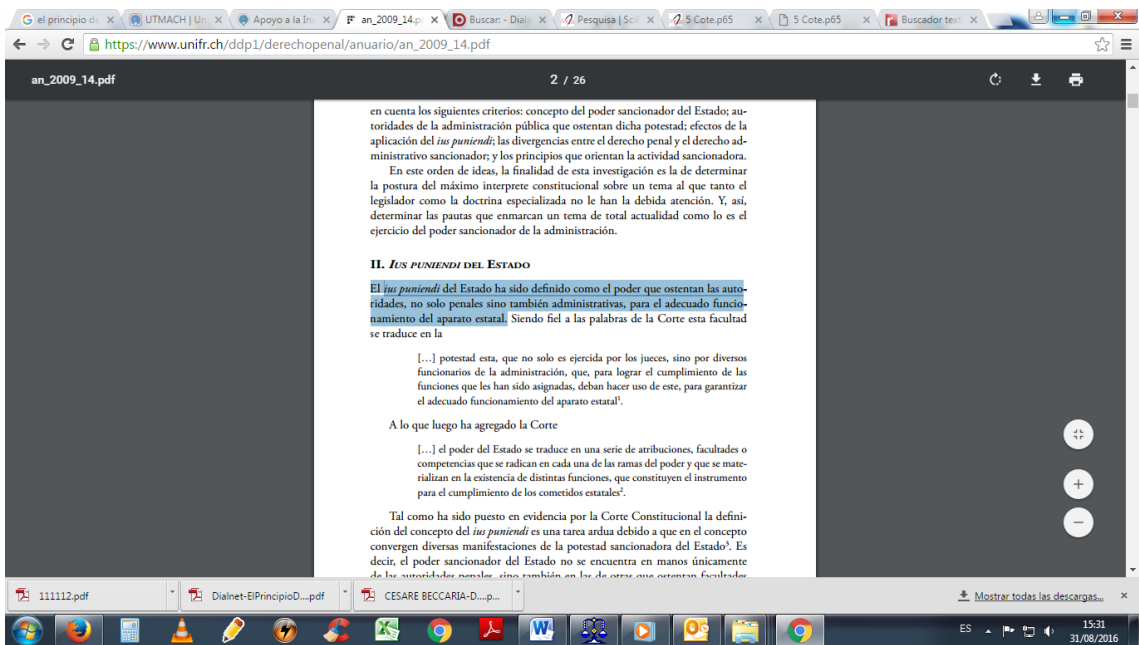 el principio d
UTMACH | Un
Apoyo a la In
an_2009_14.p
Buscar: - Dial
Pesquisa | Sci
5 Cote.p65
5 Cote.p65
Buscador text
https://www.unifr.ch/ddp1/derechopenal/anuario/an_2009_14.pdf
an_2009_14.pdf
2 / 26
en cuenta los siguientes criterios: concepto del poder sancionador del Estado; au-
toridades de la administración pública que ostentan dicha potestad; efectos de la
aplicación del ius puniendi; las divergencias entre el derecho penal y el derecho ad-
ministrativo sancionador; y los principios que orientan la actividad sancionadora.
En este orden de ideas, la finalidad de esta investigación es la de determinar
la postura del máximo interprete constitucional sobre un tema al que tanto el
legislador como la doctrina especializada no le han la debida atención. Y, así,
determinar las pautas que enmarcan un tema de total actualidad como lo es el
ejercicio del poder sancionador de la administración.
II. IUS PUNIENDI DEL ESTADO
El ius puniendi del Estado ha sido definido como el poder que ostentan las auto-
ridades, no solo penales sino también administrativas, para el adecuado funcio-
namiento del aparato estatal. Siendo fiel a las palabras de la Corte esta facultad
se traduce en la
[…] potestad esta, que no solo es ejercida por los jueces, sino por diversos
funcionarios de la administración, que, para lograr el cumplimiento de las
funciones que les han sido asignadas, deban hacer uso de este, para garantizar
el adecuado funcionamiento del aparato estatal¹.
A lo que luego ha agregado la Corte
[…] el poder del Estado se traduce en una serie de atribuciones, facultades o
competencias que se radican en cada una de las ramas del poder y que se mate-
rializan en la existencia de distintas funciones, que constituyen el instrumento
para el cumplimiento de los cometidos estatales².
Tal como ha sido puesto en evidencia por la Corte Constitucional la defini-
ción del concepto del ius puniendi es una tarea ardua debido a que en el concepto
convergen diversas manifestaciones de la potestad sancionadora del Estado³. Es
decir, el poder sancionador del Estado no se encuentra en manos únicamente
de las autoridades penales, sino también en las de otras que ostentan facultades
111112.pdf
Dialnet-ElPrincipioD....pdf
CESARE BECCARIA-D....p...
Mostrar todas las descargas...
ES
15:31
31/08/2016